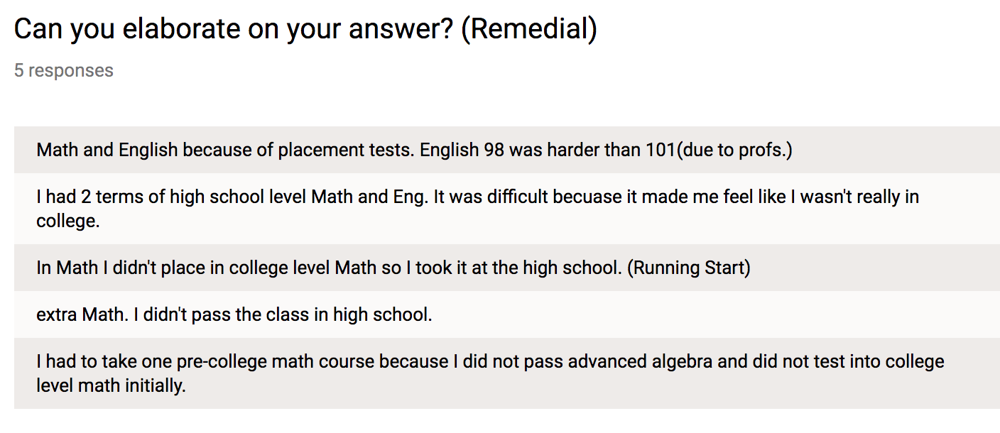 Can you elaborate on your answer? (Remedial)
5 responses
Math and English because of placement tests. English 98 was harder than 101(due to profs.)
I had 2 terms of high school level Math and Eng. It was difficult becuase it made me feel like I wasn't really in
college.
In Math I didn't place in college level Math so I took it at the high school. (Running Start)
extra Math. I didn't pass the class in high school.
I had to take one pre-college math course because I did not pass advanced algebra and did not test into college
level math initially.